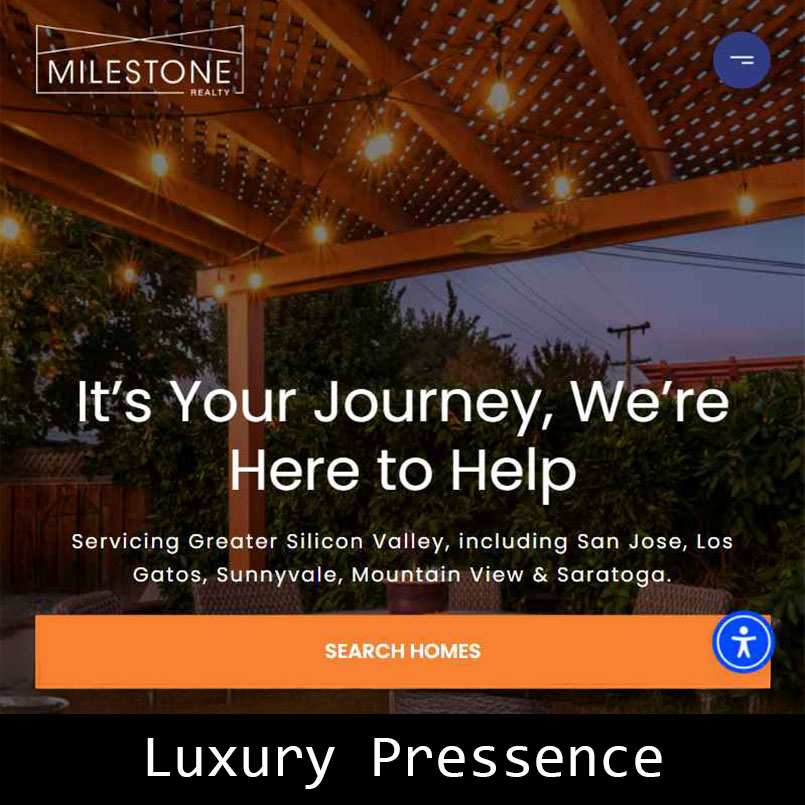 MILESTONE
REALTY
It’s Your Journey, We’re
Here to Help
Servicing Greater Silicon Valley, including San Jose, Los
Gatos, Sunnyvale, Mountain View & Saratoga.
SEARCH HOMES
Luxury Pressence